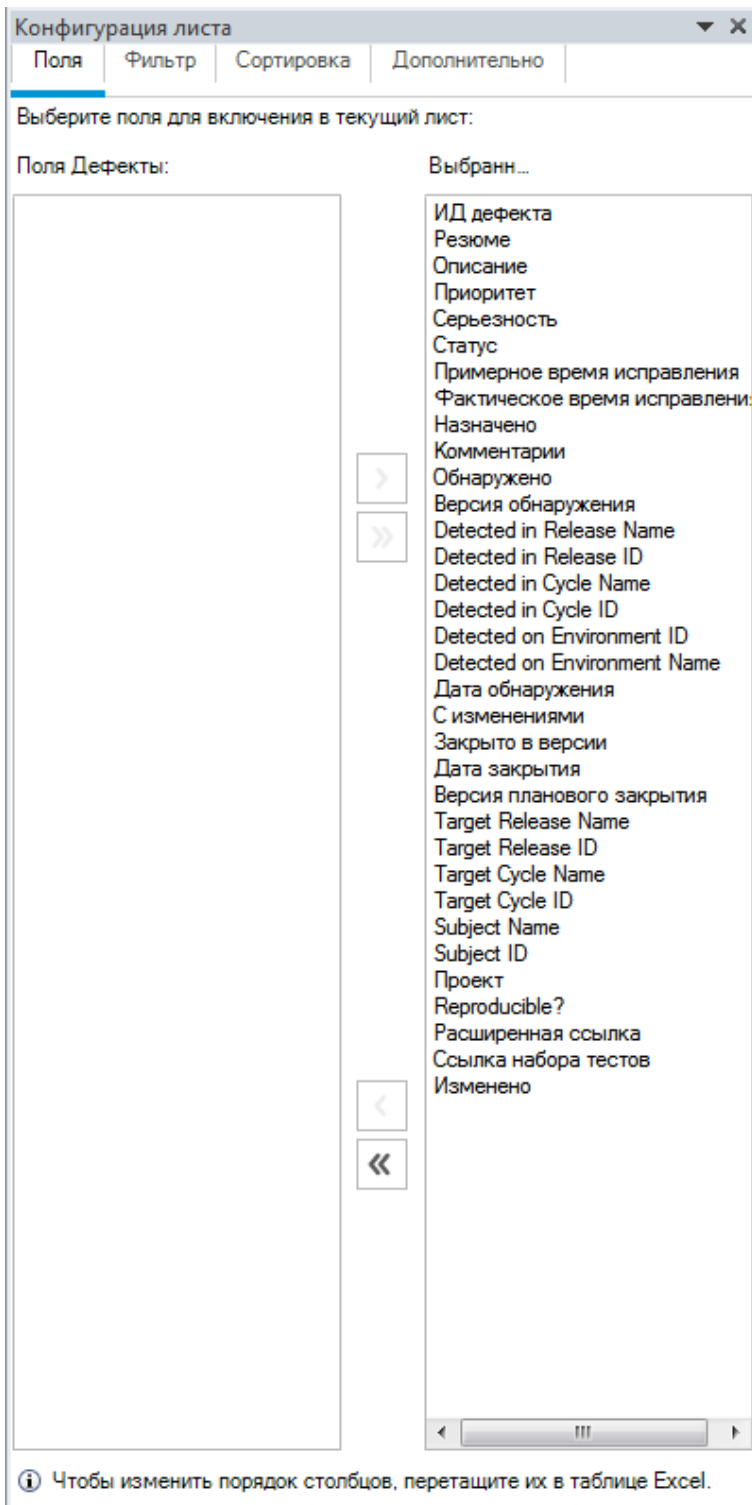 Конфигурация листа
Поля Фильтр Сортировка Дополнительно
Выберите поля для включения в текущий лист:
Поля Дефекты: Выбранн...
ИД дефекта
Резюме
Описание
Приоритет
Серьезность
Статус
Примерное время исправления
Фактическое время исправлени
Назначено
Комментарии
Обнаружено
Версия обнаружения
Detected in Release Name
Detected in Release ID
Detected in Cycle Name
Detected in Cycle ID
Detected on Environment ID
Detected on Environment Name
Дата обнаружения
С изменениями
Закрыто в версии
Дата закрытия
Версия планового закрытия
Target Release Name
Target Release ID
Target Cycle Name
Target Cycle ID
Subject Name
Subject ID
Проект
Reproducible?
Расширенная ссылка
Ссылка набора тестов
Изменено
Чтобы изменить порядок столбцов, перетащите их в таблице Excel.